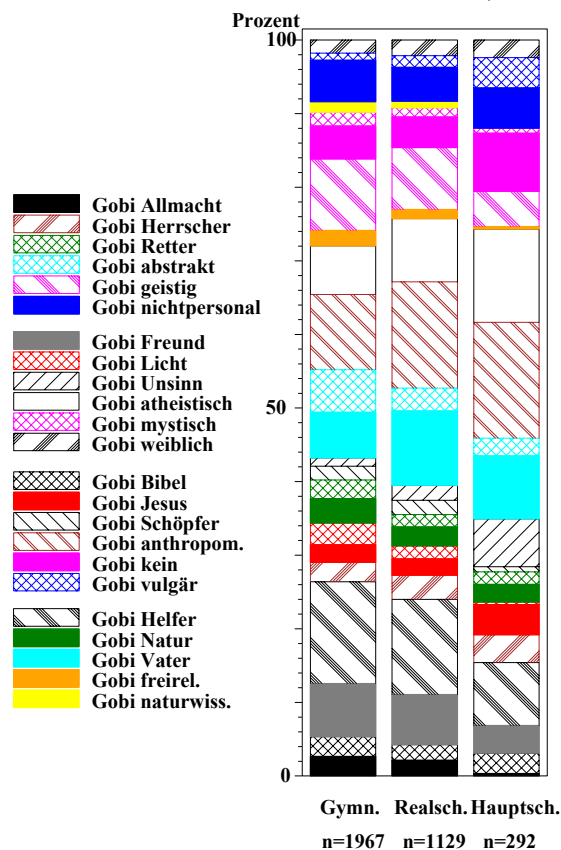 Prozent
100
50
0
Gobi Allmacht
Gobi Herrscher
Gobi Retter
Gobi abstrakt
Gobi geistig
Gobi nichtpersonal
Gobi Freund
Gobi Licht
Gobi Unsinn
Gobi atheistisch
Gobi mystisch
Gobi weiblich
Gobi Bibel
Gobi Jesus
Gobi Schöpfer
Gobi anthropom.
Gobi kein
Gobi vulgär
Gobi Helfer
Gobi Natur
Gobi Vater
Gobi freirel.
Gobi naturwiss.
Gymn. Realsch. Hauptsch.
n=1967 n=1129 n=292